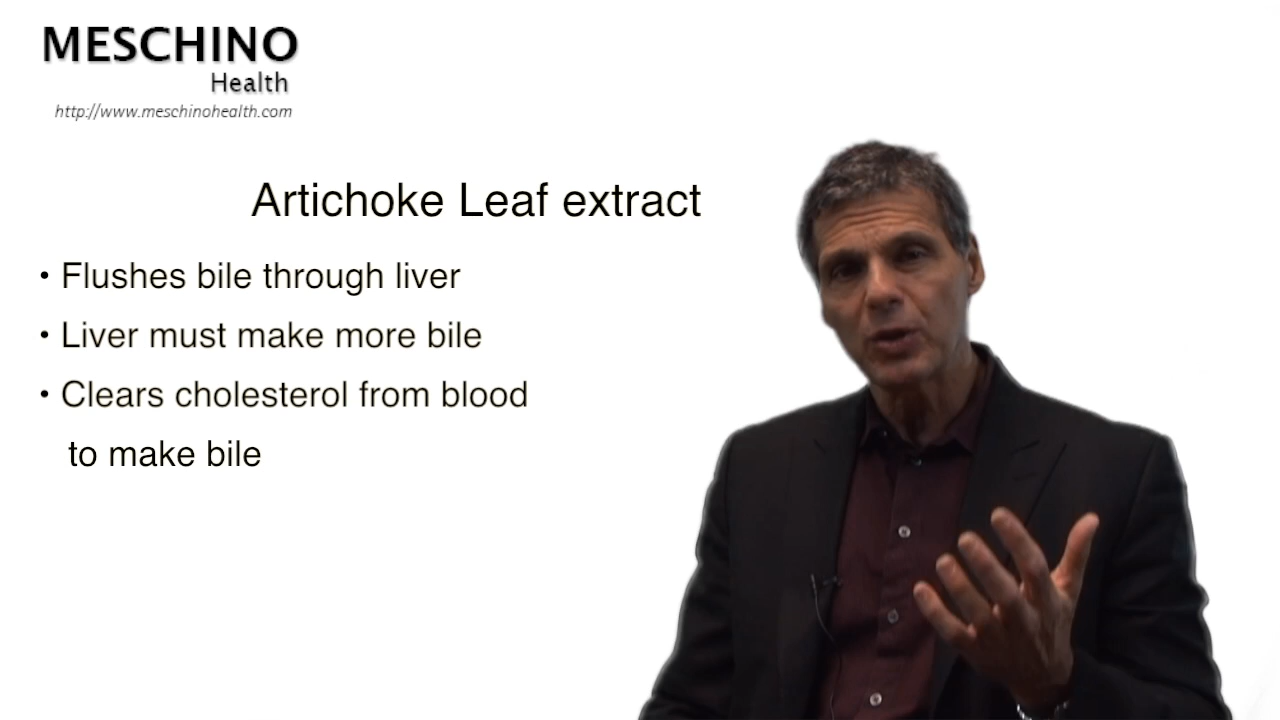 MESCHINO
Health
http://www.meschinohealth.com
Artichoke Leaf extract
• Flushes bile through liver
• Liver must make more bile
• Clears cholesterol from blood
to make bile